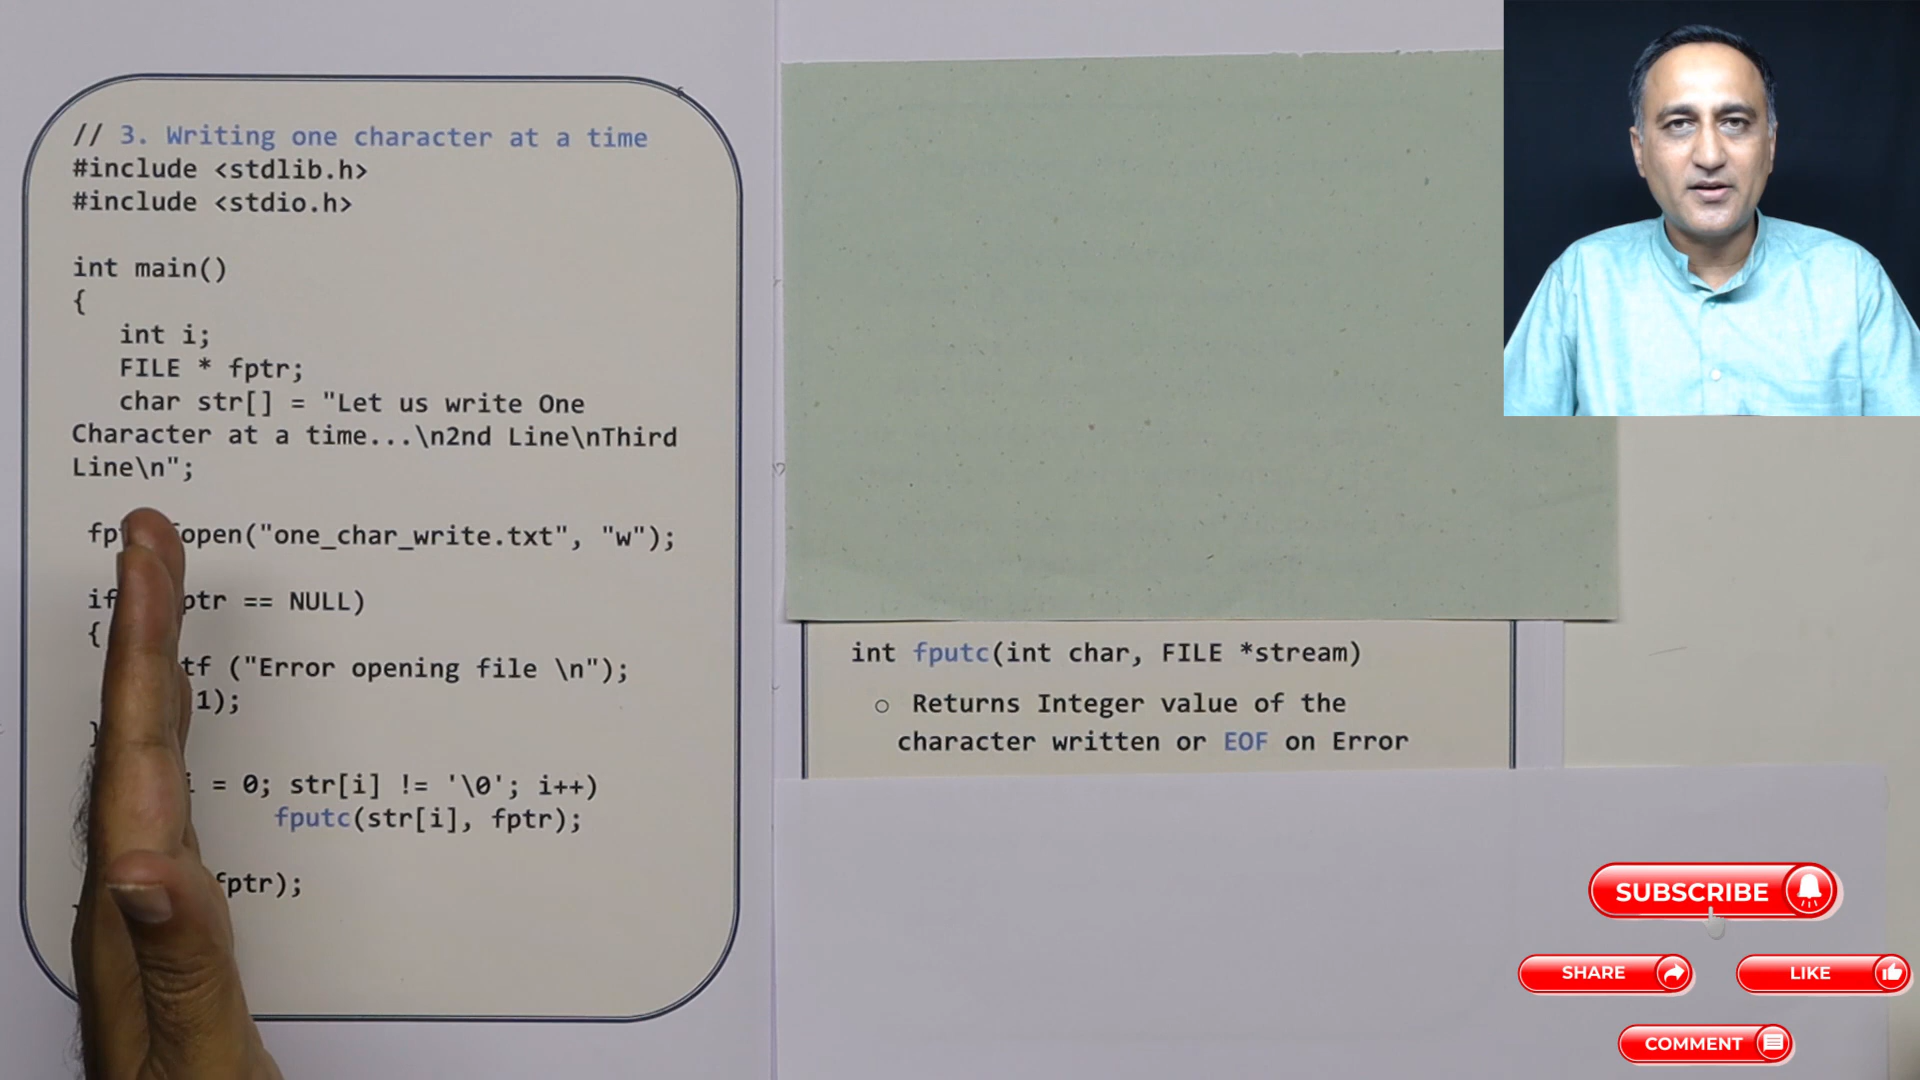 // 3. Writing one character at a time
#include <stdlib.h>
#include <stdio.h>
int main()
{
int i;
FILE * fptr;
char str[] = "Let us write One
Character at a time...\n2nd Line\nThird
Line\n";
open("one_char_write.txt", "w");
if ptr == NULL)
{
tf ("Error opening file \n");
1);
}
i = 0; str[i] != '\0'; i++)
fputc(str[i], fptr);
fptr);
int fputc(int char, FILE *stream)
○ Returns Integer value of the
character written or EOF on Error
SUBSCRIBE
SHARE
LIKE
COMMENT